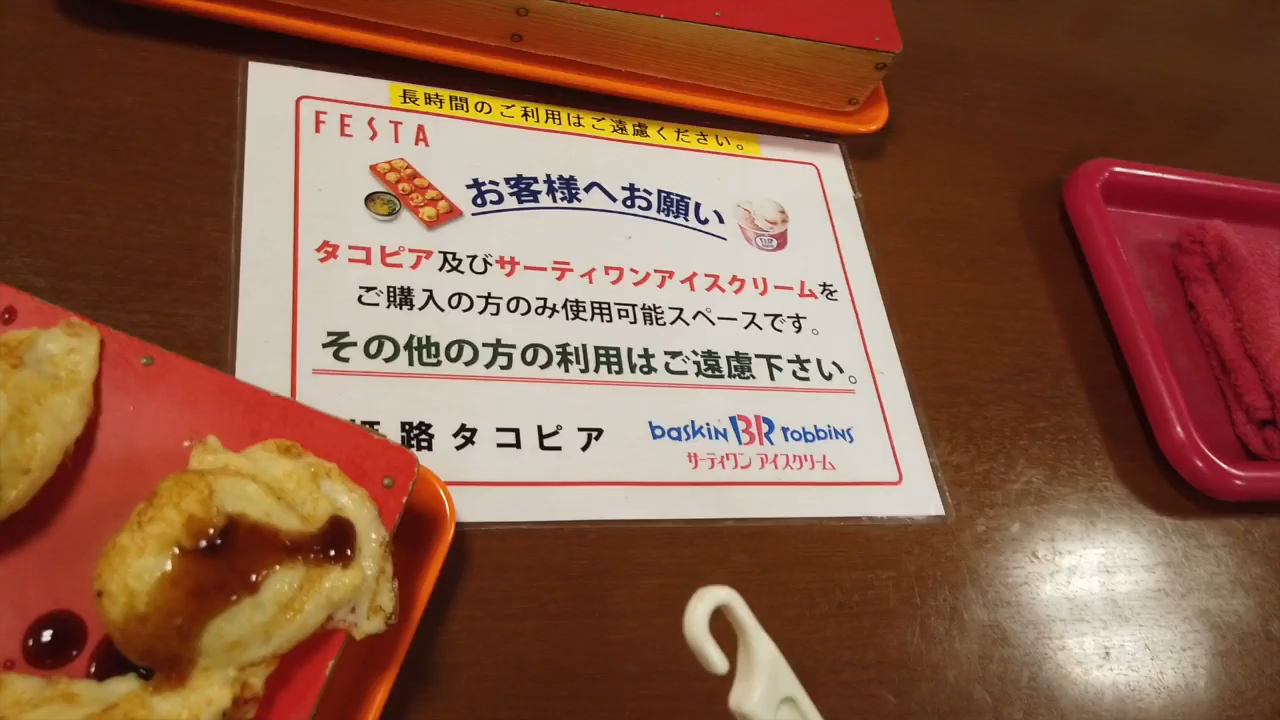 長時間のご利用はご遠慮ください。
FESTA
お客様へお願い
BR
タコピア及びサーティワンアイスクリームを
ご購入の方のみ使用可能スペースです。
その他の方の利用はご遠慮下さい。
路タコピア
baskin BR robbins
サーティワン アイスクリーム